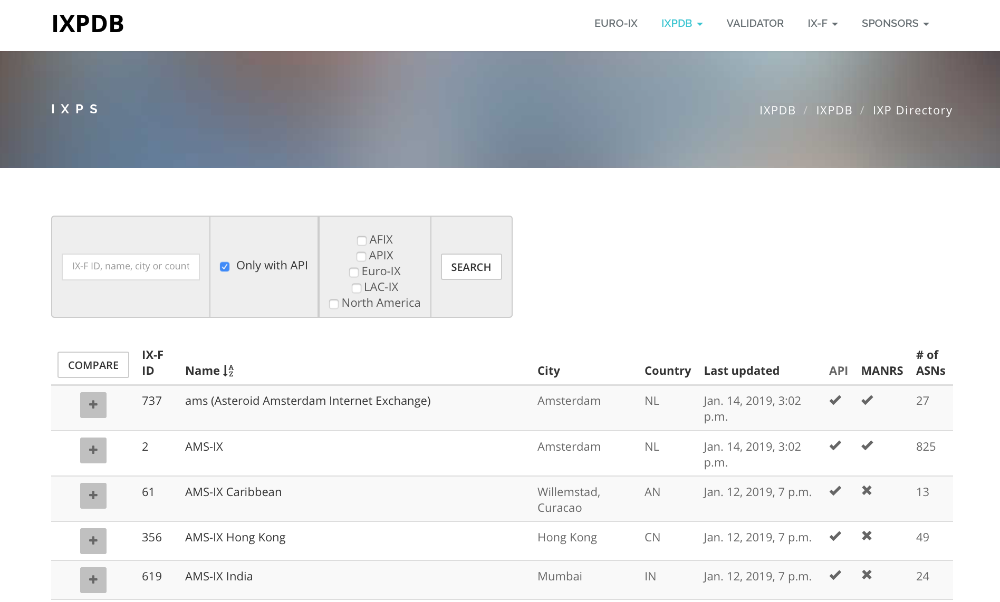 IXPDB
EURO-IX IXPDB VALIDATOR IX-F SPONSORS
IXPS
IXPDB / IXPDB / IXP Directory
IX-F ID, name, city or count
Only with API
AFIX
APIX
Euro-IX
LAC-IX
North America
SEARCH
COMPARE IX-F ID Name City Country Last updated API MANRS # of ASNs
737 ams (Asteroid Amsterdam Internet Exchange) Amsterdam NL Jan. 14, 2019, 3:02 p.m. 27
2 AMS-IX Amsterdam NL Jan. 14, 2019, 3:02 p.m. 825
61 AMS-IX Caribbean Willemstad, Curacao AN Jan. 12, 2019, 7 p.m. 13
356 AMS-IX Hong Kong Hong Kong CN Jan. 12, 2019, 7 p.m. 49
619 AMS-IX India Mumbai IN Jan. 12, 2019, 7 p.m. 24